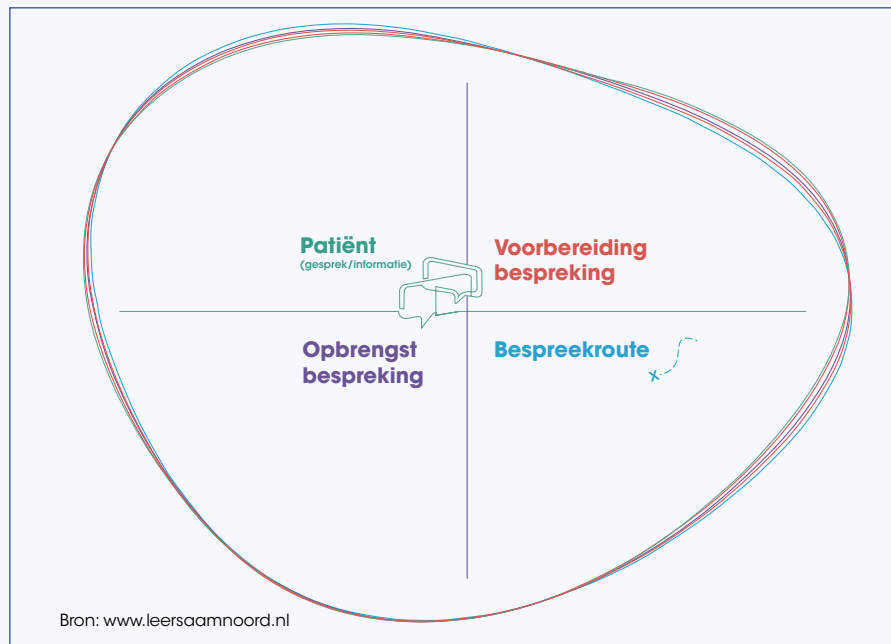 Patiënt
(gesprek/informatie)
Voorbereiding
bespreking
Opbrengst
bespreking
Bespreekroute
x
Bron: www.leersaamnoord.nl